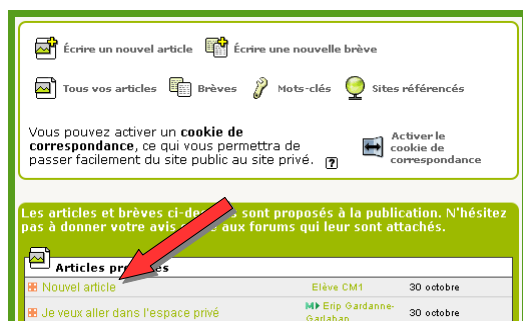 Écrire un nouvel article Écrire une nouvelle brève
Tous vos articles Brèves Mots-clés Sites référencés
Vous pouvez activer un cookie de
correspondance, ce qui vous permettra de
passer facilement du site public au site privé. ?
Activer le
cookie de
correspondance
Les articles et brèves sont proposés à la publication. N'hésitez
pas à donner votre avis aux forums qui leur sont
attachés.
Articles
Nouvel article Elève CM1 30 octobre
Je veux aller dans l'espace privé Erip Gardanne-
Garlaban 30 octobre